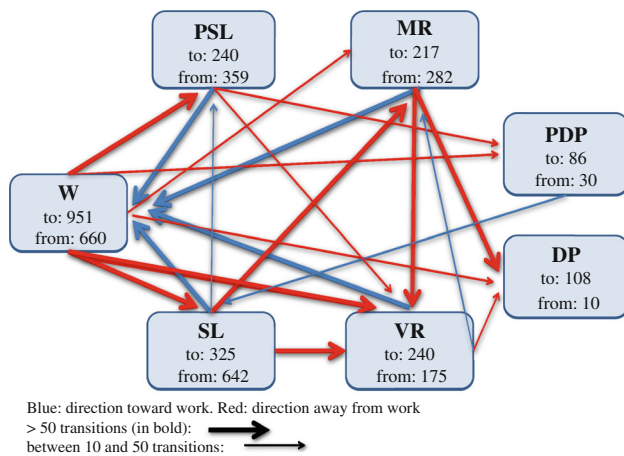 PSL
to: 240
from: 359
MR
to: 217
from: 282
PDP
to: 86
from: 30
W
to: 951
from: 660
DP
to: 108
from: 10
SL
to: 325
from: 642
VR
to: 240
from: 175
Blue: direction toward work. Red: direction away from work
> 50 transitions (in bold):
between 10 and 50 transitions: